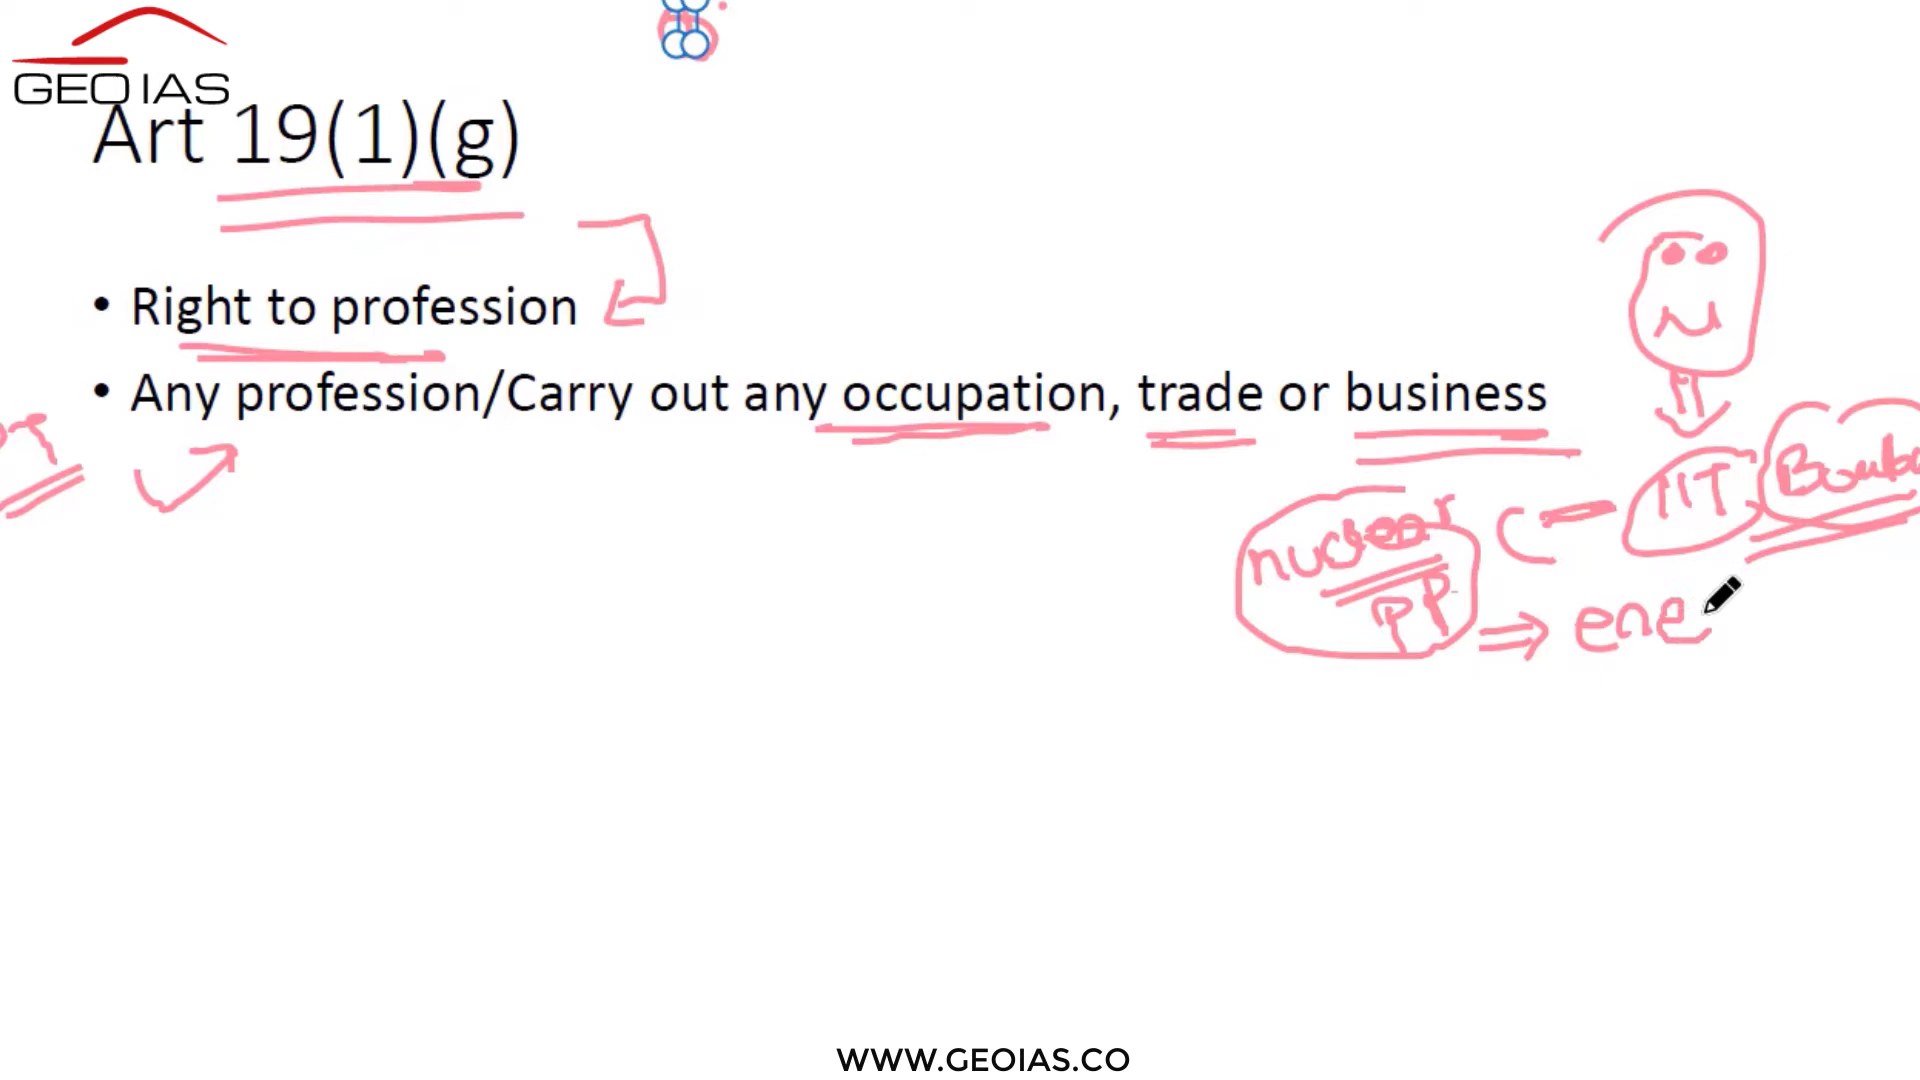 GEO IAS
Art 19(1)(g)
• Right to profession
• Any profession/Carry out any occupation, trade or business
IIT
nuclear
PP
ene
WWW.GEOIAS.CO